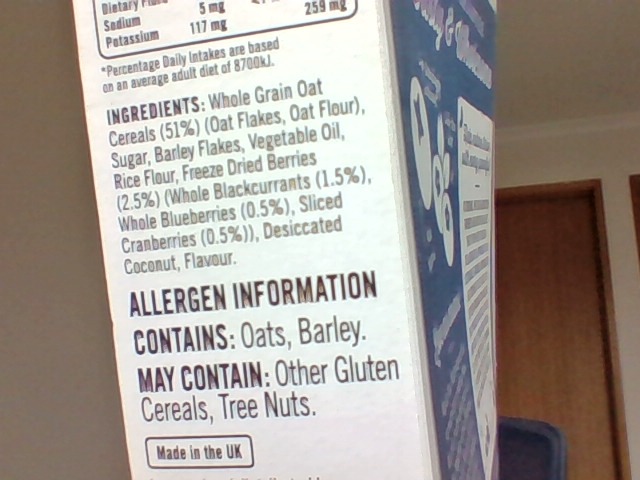 Dietary
Sodium 5 mg
Potassium 117 mg 259 mg
*Percentage Daily Intakes are based
on an average adult diet of 8700kJ.
INGREDIENTS: Whole Grain Oat
Cereals (51%) (Oat Flakes, Oat Flour),
Sugar, Barley Flakes, Vegetable Oil,
Rice Flour, Freeze Dried Berries
(2.5%) (Whole Blackcurrants (1.5%),
Whole Blueberries (0.5%), Sliced
Cranberries (0.5%)), Desiccated
Coconut, Flavour.
ALLERGEN INFORMATION
CONTAINS: Oats, Barley.
MAY CONTAIN: Other Gluten
Cereals, Tree Nuts.
Made in the UK